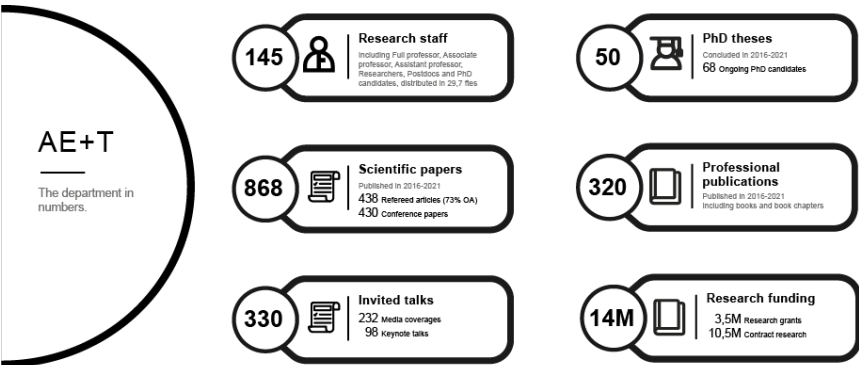 AE+T
The department in
numbers.
145
Research staff
Including Full professor, Associate
professor, Assistant professor,
Researchers, Postdocs and PhD
candidates, distributed in 29,7 ftes
50
PhD theses
Concluded in 2016-2021
68 Ongoing PhD candidates
868
Scientific papers
Published in 2016-2021
438 Refereed articles (73% OA)
430 Conference papers
320
Professional
publications
Published in 2016-2021
Including books and book chapters
330
Invited talks
232 Media coverages
98 Keynote talks
14M
Research funding
3,5M Research grants
10,5M Contract research